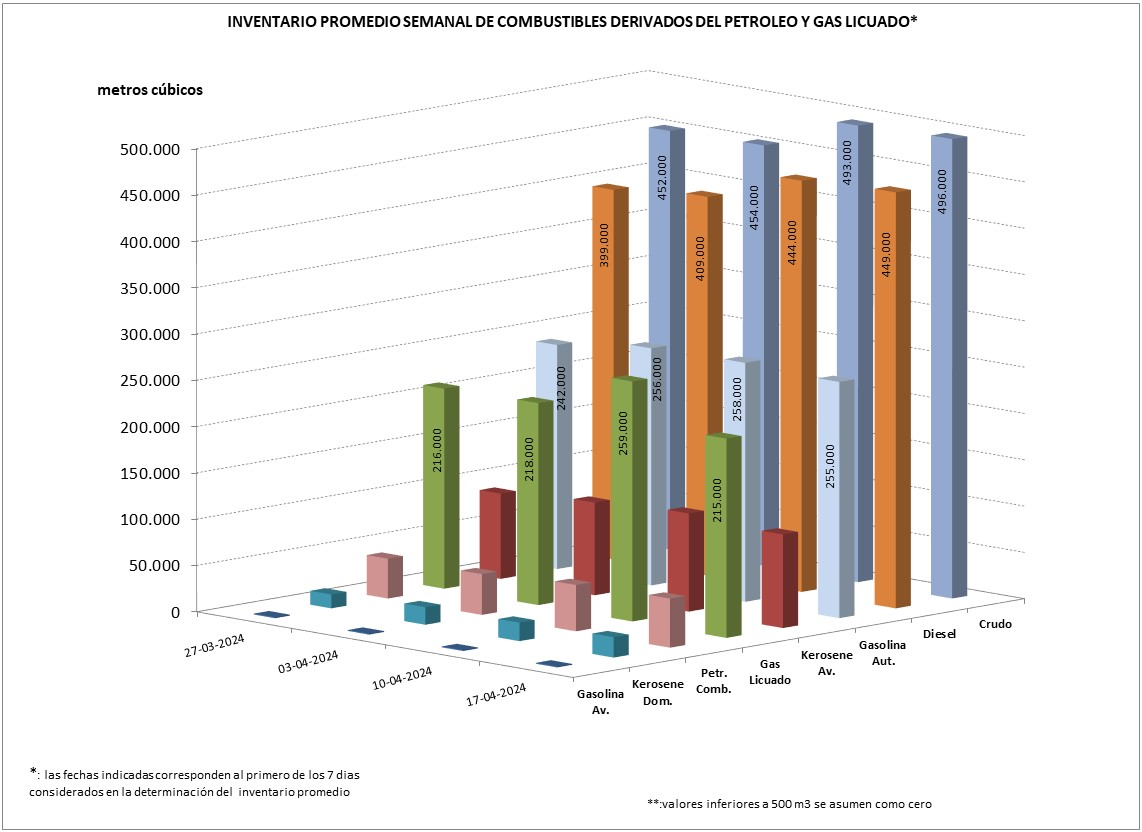 INVENTARIO PROMEDIO SEMANAL DE COMBUSTIBLES DERIVADOS DEL PETROLEO Y GAS LICUADO*
metros cúbicos
500.000
450.000
400.000
350.000
300.000
250.000
200.000
150.000
100.000
50.000
0
452.000
454.000
493.000
496.000
399.000
409.000
444.000
449.000
242.000
256.000
258.000
255.000
216.000
218.000
259.000
215.000
27-03-2024
03-04-2024
10-04-2024
17-04-2024
Gasolina
Av.
Kerosene
Dom.
Petr.
Comb.
Gas
Licuado
Kerosene
Av.
Gasolina
Aut.
Diesel
Crudo
*: las fechas indicadas corresponden al primero de los 7 dias
considerados en la determinación del inventario promedio
**:valores inferiores a 500 m3 se asumen como cero